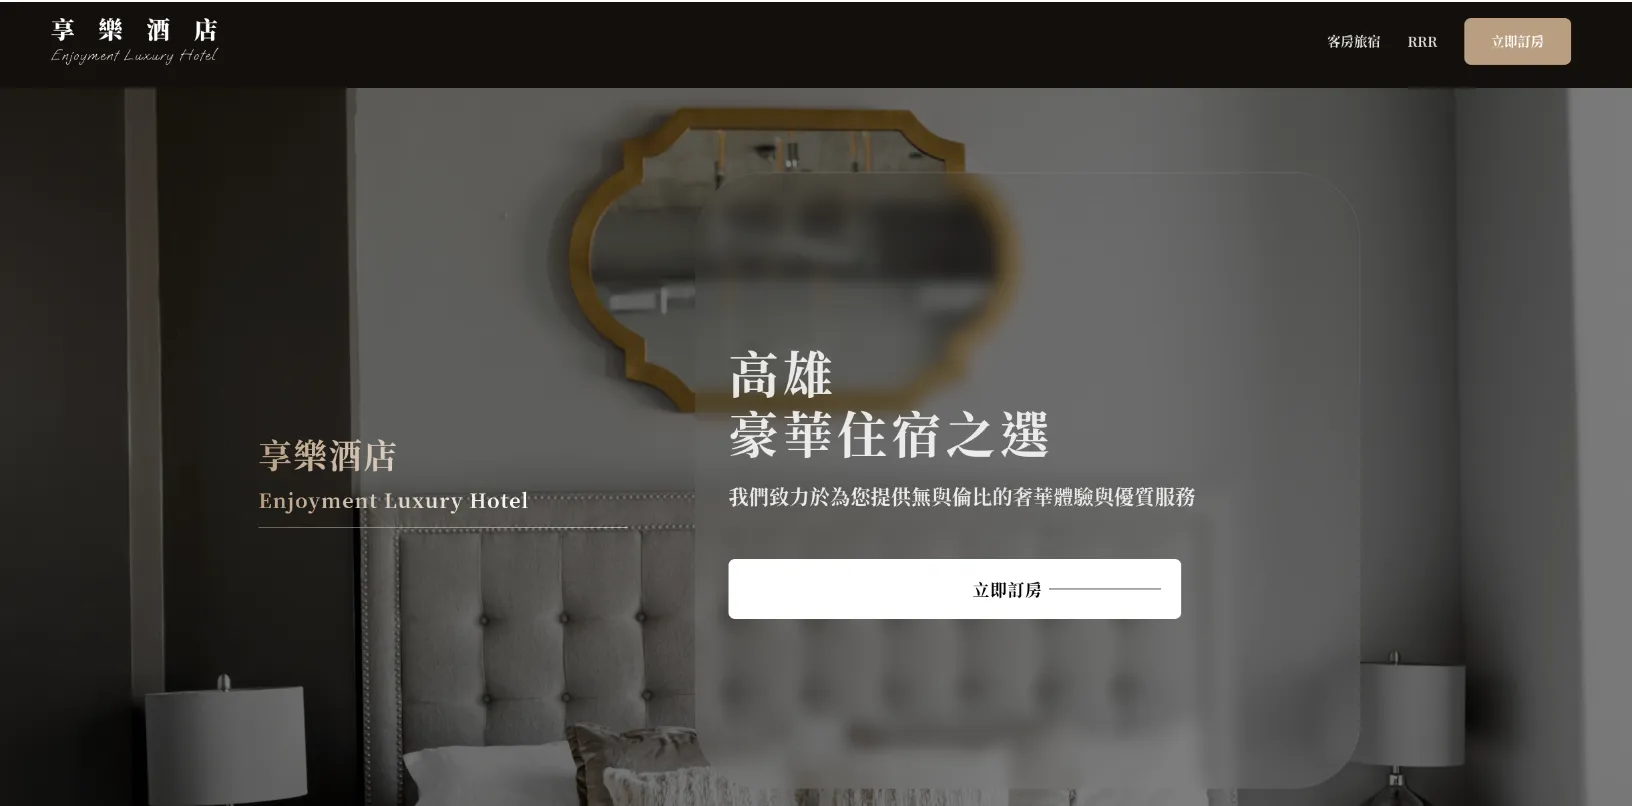 享樂酒店
Enjoyment Luxury Hotel
客房旅宿
RRR
立即訂房
享樂酒店
Enjoyment Luxury Hotel
高雄
豪華住宿之選
我們致力於為您提供無與倫比的奢華體驗與優質服務
立即訂房